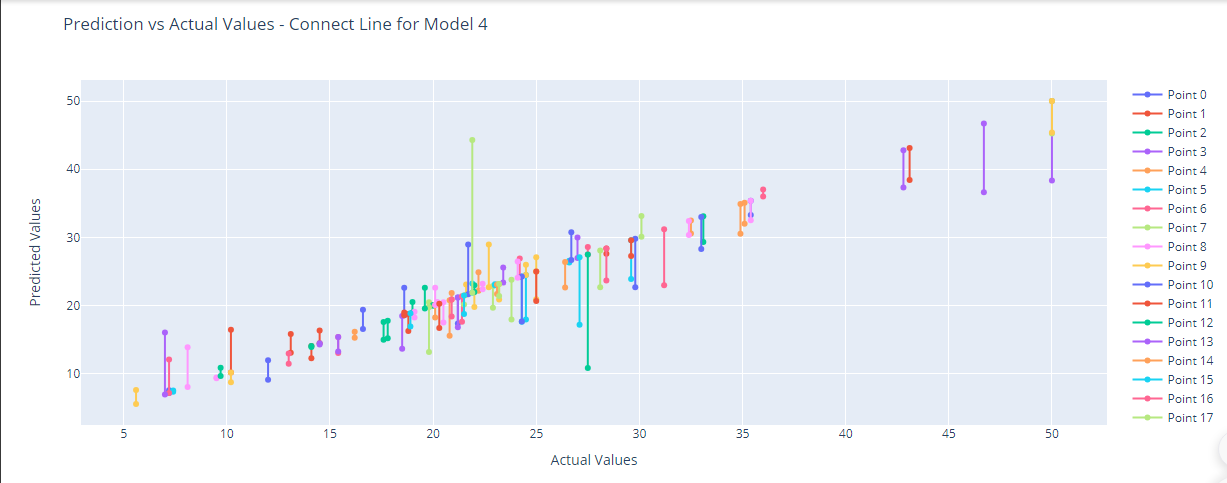 Prediction vs Actual Values - Connect Line for Model 4
50
40
30
20
10
Predicted Values
5 10 15 20 25 30 35 40 45 50
Actual Values
Point 0
Point 1
Point 2
Point 3
Point 4
Point 5
Point 6
Point 7
Point 8
Point 9
Point 10
Point 11
Point 12
Point 13
Point 14
Point 15
Point 16
Point 17